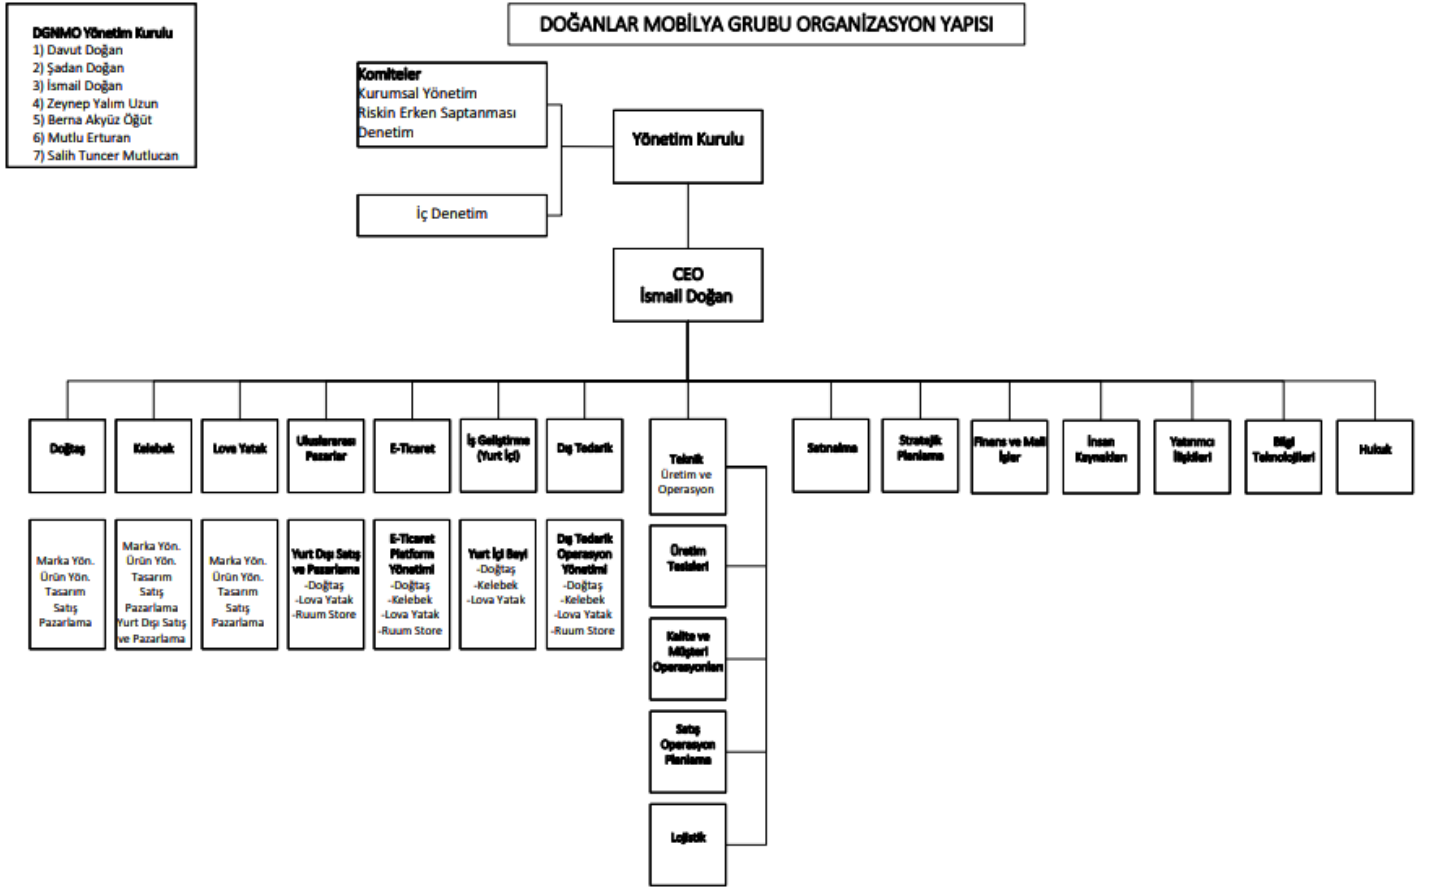 DOĞANLAR MOBİLYA GRUBU ORGANİZASYON YAPISI
DGNMO Yönetim Kurulu
1) Davut Doğan
2) Şadan Doğan
3) İsmail Doğan
4) Zeynep Yalım Uzun
5) Berna Akyüz Öğüt
6) Mutlu Erturan
7) Salih Tuncer Mutlucan
Komiteler
Kurumsal Yönetim
Riskin Erken Saptanması
Denetim
İç Denetim
Yönetim Kurulu
CEO
İsmail Doğan
Doğtaş
Kelebek
Lova Yatak
Uluslararası
Pazarlar
E-Ticaret
İş Geliştirme
(Yurt İçi)
Dış Tedarik
Teknik
Üretim ve
Operasyon
Satınalma
Stratejik
Planlama
Finans ve Mali
İşler
İnsan
Kaynakları
Yatırımcı
İlişkileri
Bilgi
Teknolojileri
Hukuk
Marka Yön.
Ürün Yön.
Tasarım
Satış
Pazarlama
Marka Yön.
Ürün Yön.
Tasarım
Satış
Pazarlama
Yurt Dışı Satış
ve Pazarlama
Marka Yön.
Ürün Yön.
Tasarım
Satış
Pazarlama
Yurt Dışı Satış
ve Pazarlama
-Doğtaş
-Lova Yatak
-Ruum Store
E-Ticaret
Platform
Yönetimi
-Doğtaş
-Kelebek
-Lova Yatak
-Ruum Store
Yurt İçi Bayi
-Doğtaş
-Kelebek
-Lova Yatak
Dış Tedarik
Operasyon
Yönetimi
-Doğtaş
-Kelebek
-Lova Yatak
-Ruum Store
Üretim
Tesisleri
Kalite ve
Müşteri
Operasyonları
Satış
Operasyon
Planlama
Lojistik